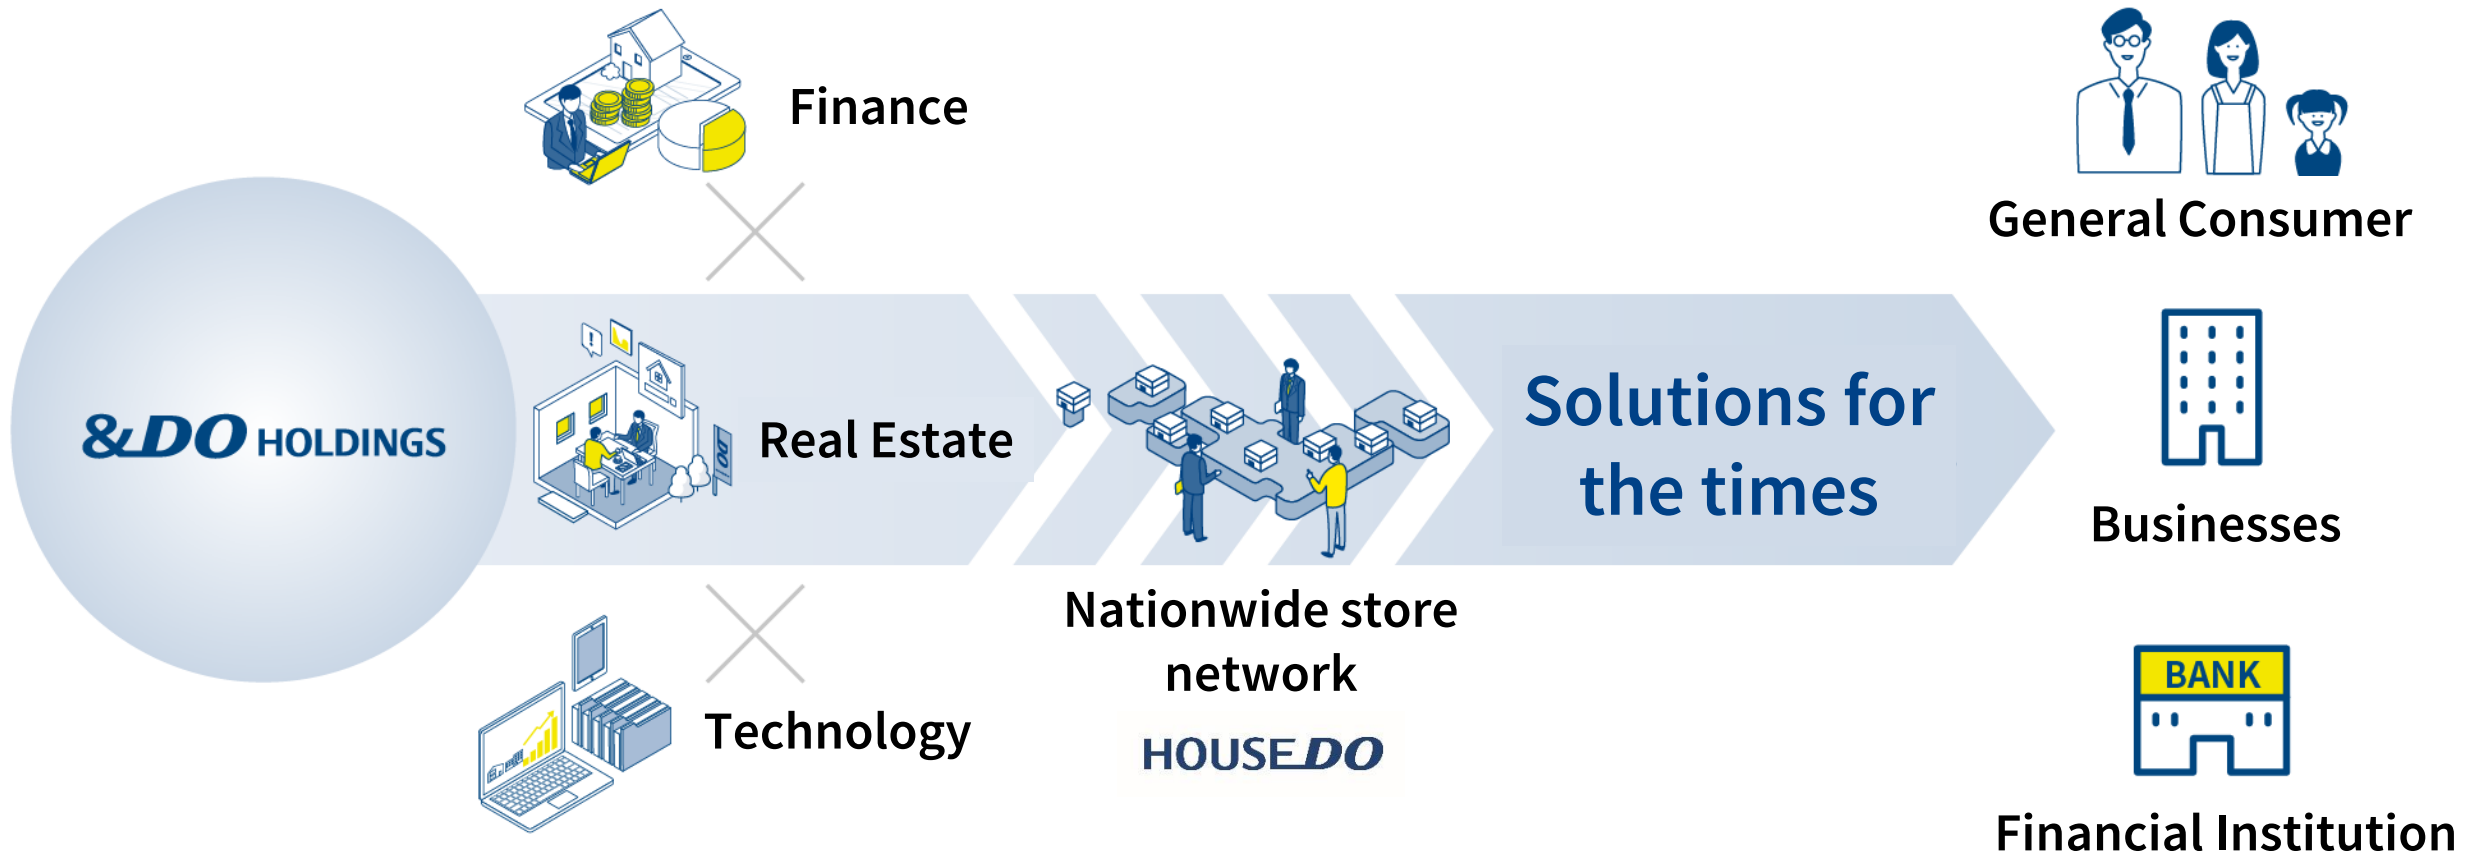 &DO HOLDINGS
Finance
Real Estate
DO
Technology
Nationwide store
network
HOUSEDO
Solutions for
the times
General Consumer
Businesses
BANK
Financial Institution